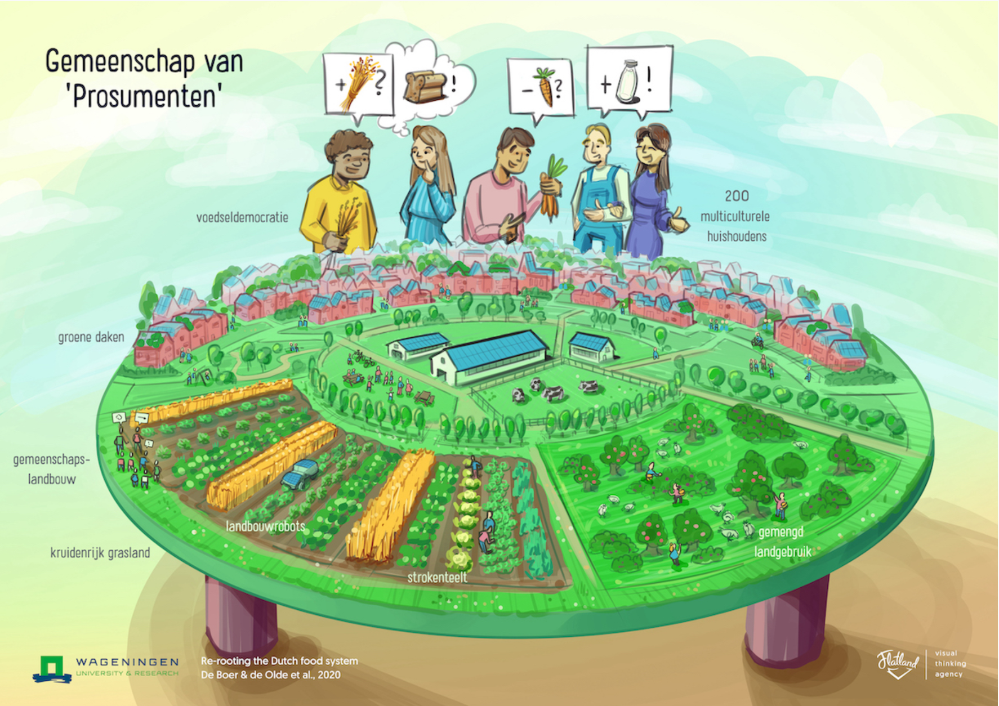 Gemeenschap van
'Prosumenten'
+ ?
!
- ?
+ !
voedseldemocratie
200
multiculturele
huishoudens
groene daken
gemeenschaps-
landbouw
landbouwrobots
gemengd
landgebruik
kruidenrijk grasland
strokenteelt
WAGENINGEN
UNIVERSITY & RESEARCH
Re-rooting the Dutch food system
De Boer & de Olde et al., 2020
Flatland
visual
thinking
agency